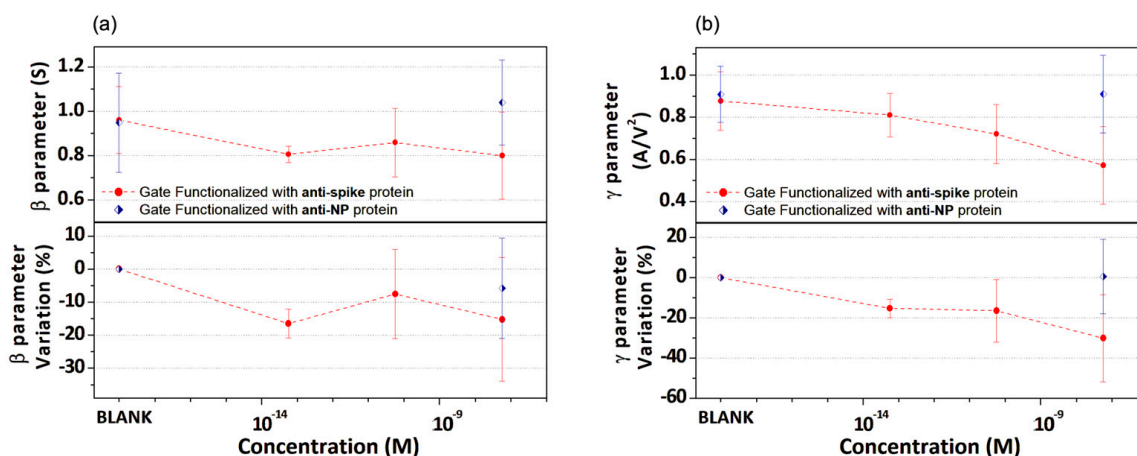 (a)
β parameter (S)
1.2
1.0
0.8
0.6
Gate Functionalized with anti-spike protein
Gate Functionalized with anti-NP protein
β parameter
Variation (%)
10
0
-10
-20
-30
BLANK
10⁻¹⁴
10⁻⁹
Concentration (M)
(b)
γ parameter
(A/V²)
1.0
0.8
0.6
0.4
Gate Functionalized with anti-spike protein
Gate Functionalized with anti-NP protein
γ parameter
Variation (%)
20
0
-20
-40
-60
BLANK
10⁻¹⁴
10⁻⁹
Concentration (M)